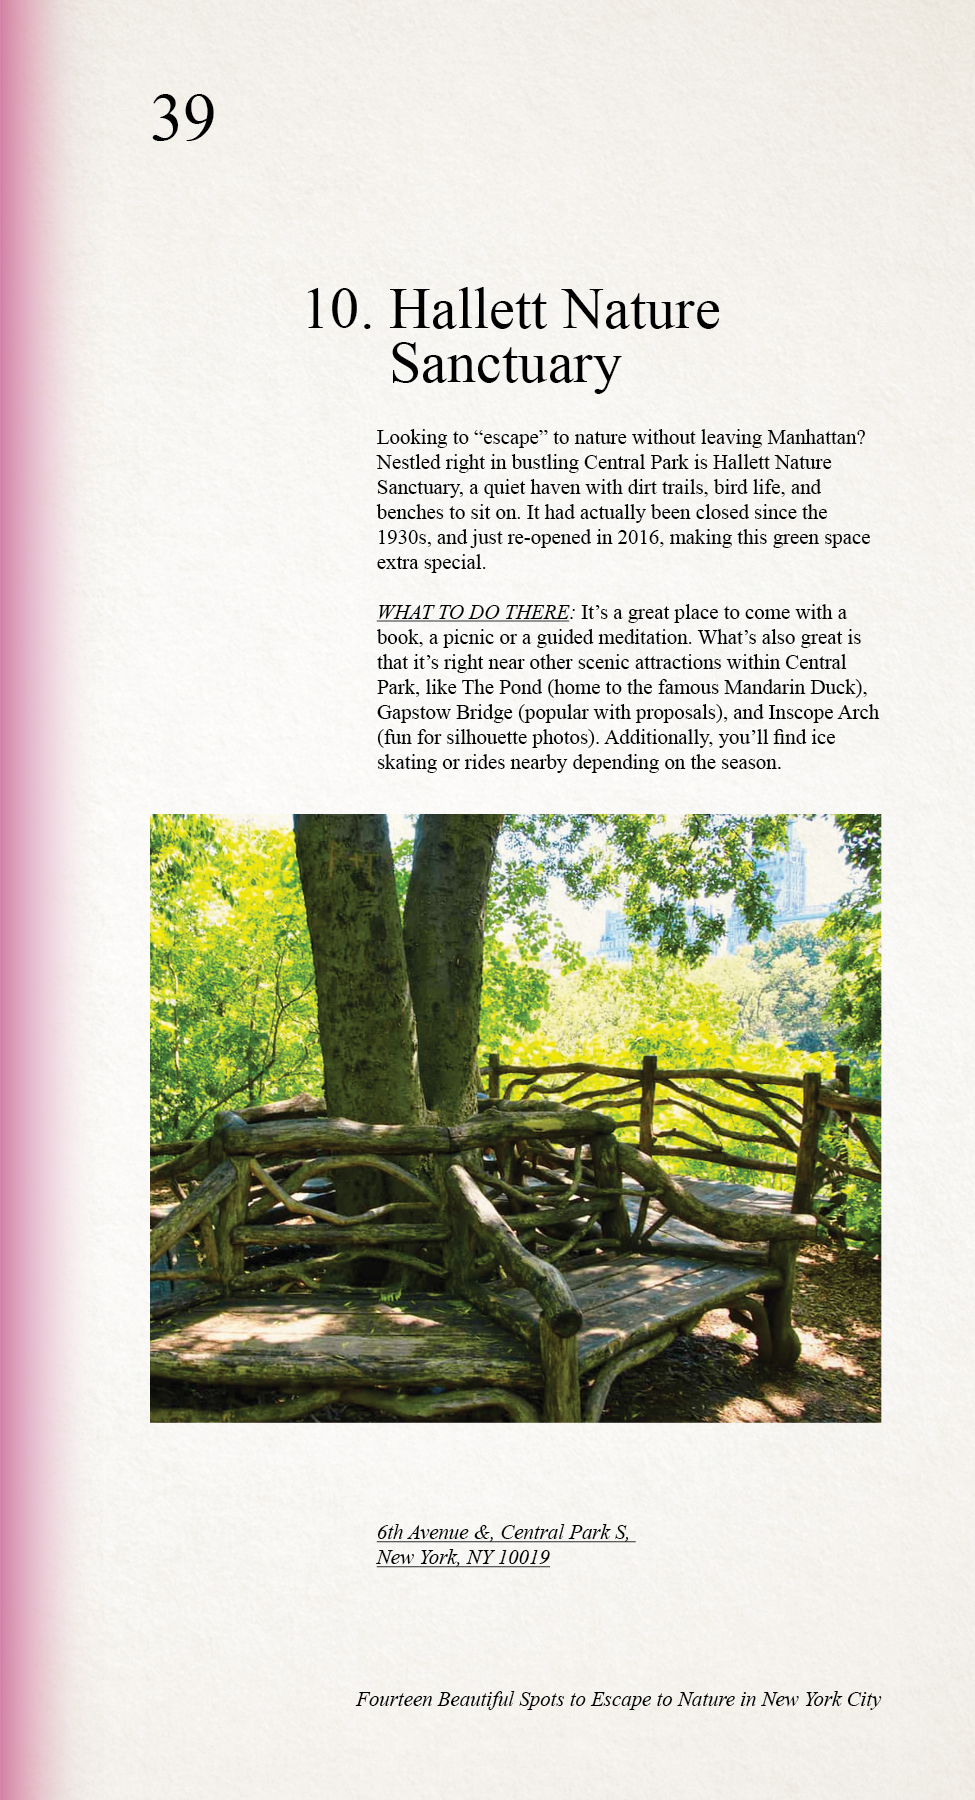 39
10. Hallett Nature
Sanctuary
Looking to “escape” to nature without leaving Manhattan?
Nestled right in bustling Central Park is Hallett Nature
Sanctuary, a quiet haven with dirt trails, bird life, and
benches to sit on. It had actually been closed since the
1930s, and just re-opened in 2016, making this green space
extra special.
WHAT TO DO THERE: It’s a great place to come with a
book, a picnic or a guided meditation. What’s also great is
that it’s right near other scenic attractions within Central
Park, like The Pond (home to the famous Mandarin Duck),
Gapstow Bridge (popular with proposals), and Inscope Arch
(fun for silhouette photos). Additionally, you’ll find ice
skating or rides nearby depending on the season.
6th Avenue &, Central Park S,
New York, NY 10019
Fourteen Beautiful Spots to Escape to Nature in New York City